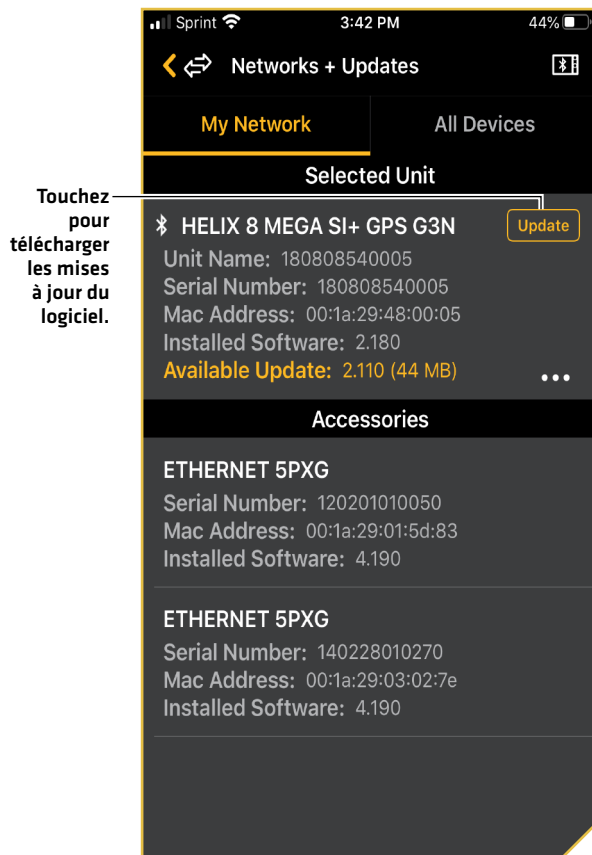 Sprint 3:42 PM 44%
Networks + Updates
My Network All Devices
Selected Unit
Touchez
pour
télécharger
les mises
à jour du
logiciel.
HELIX 8 MEGA SI+ GPS G3N Update
Unit Name: 180808540005
Serial Number: 180808540005
Mac Address: 00:1a:29:48:00:05
Installed Software: 2.180
Available Update: 2.110 (44 MB)
Accessories
ETHERNET 5PXG
Serial Number: 120201010050
Mac Address: 00:1a:29:01:5d:83
Installed Software: 4.190
ETHERNET 5PXG
Serial Number: 140228010270
Mac Address: 00:1a:29:03:02:7e
Installed Software: 4.190